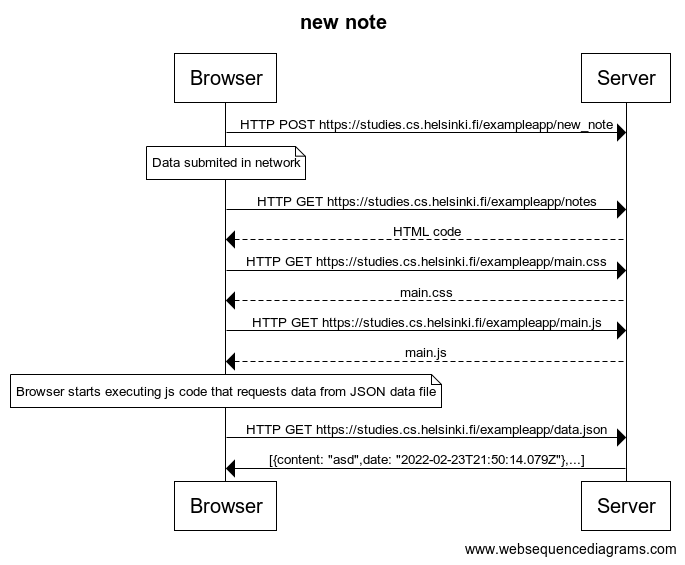 new note
Browser
Server
HTTP POST https://studies.cs.helsinki.fi/exampleapp/new_note
Data submited in network
HTTP GET https://studies.cs.helsinki.fi/exampleapp/notes
HTML code
HTTP GET https://studies.cs.helsinki.fi/exampleapp/main.css
main.css
HTTP GET https://studies.cs.helsinki.fi/exampleapp/main.js
main.js
Browser starts executing js code that requests data from JSON data file
HTTP GET https://studies.cs.helsinki.fi/exampleapp/data.json
[{content: "asd",date: "2022-02-23T21:50:14.079Z"},...]
Browser
Server
www.websequencediagrams.com